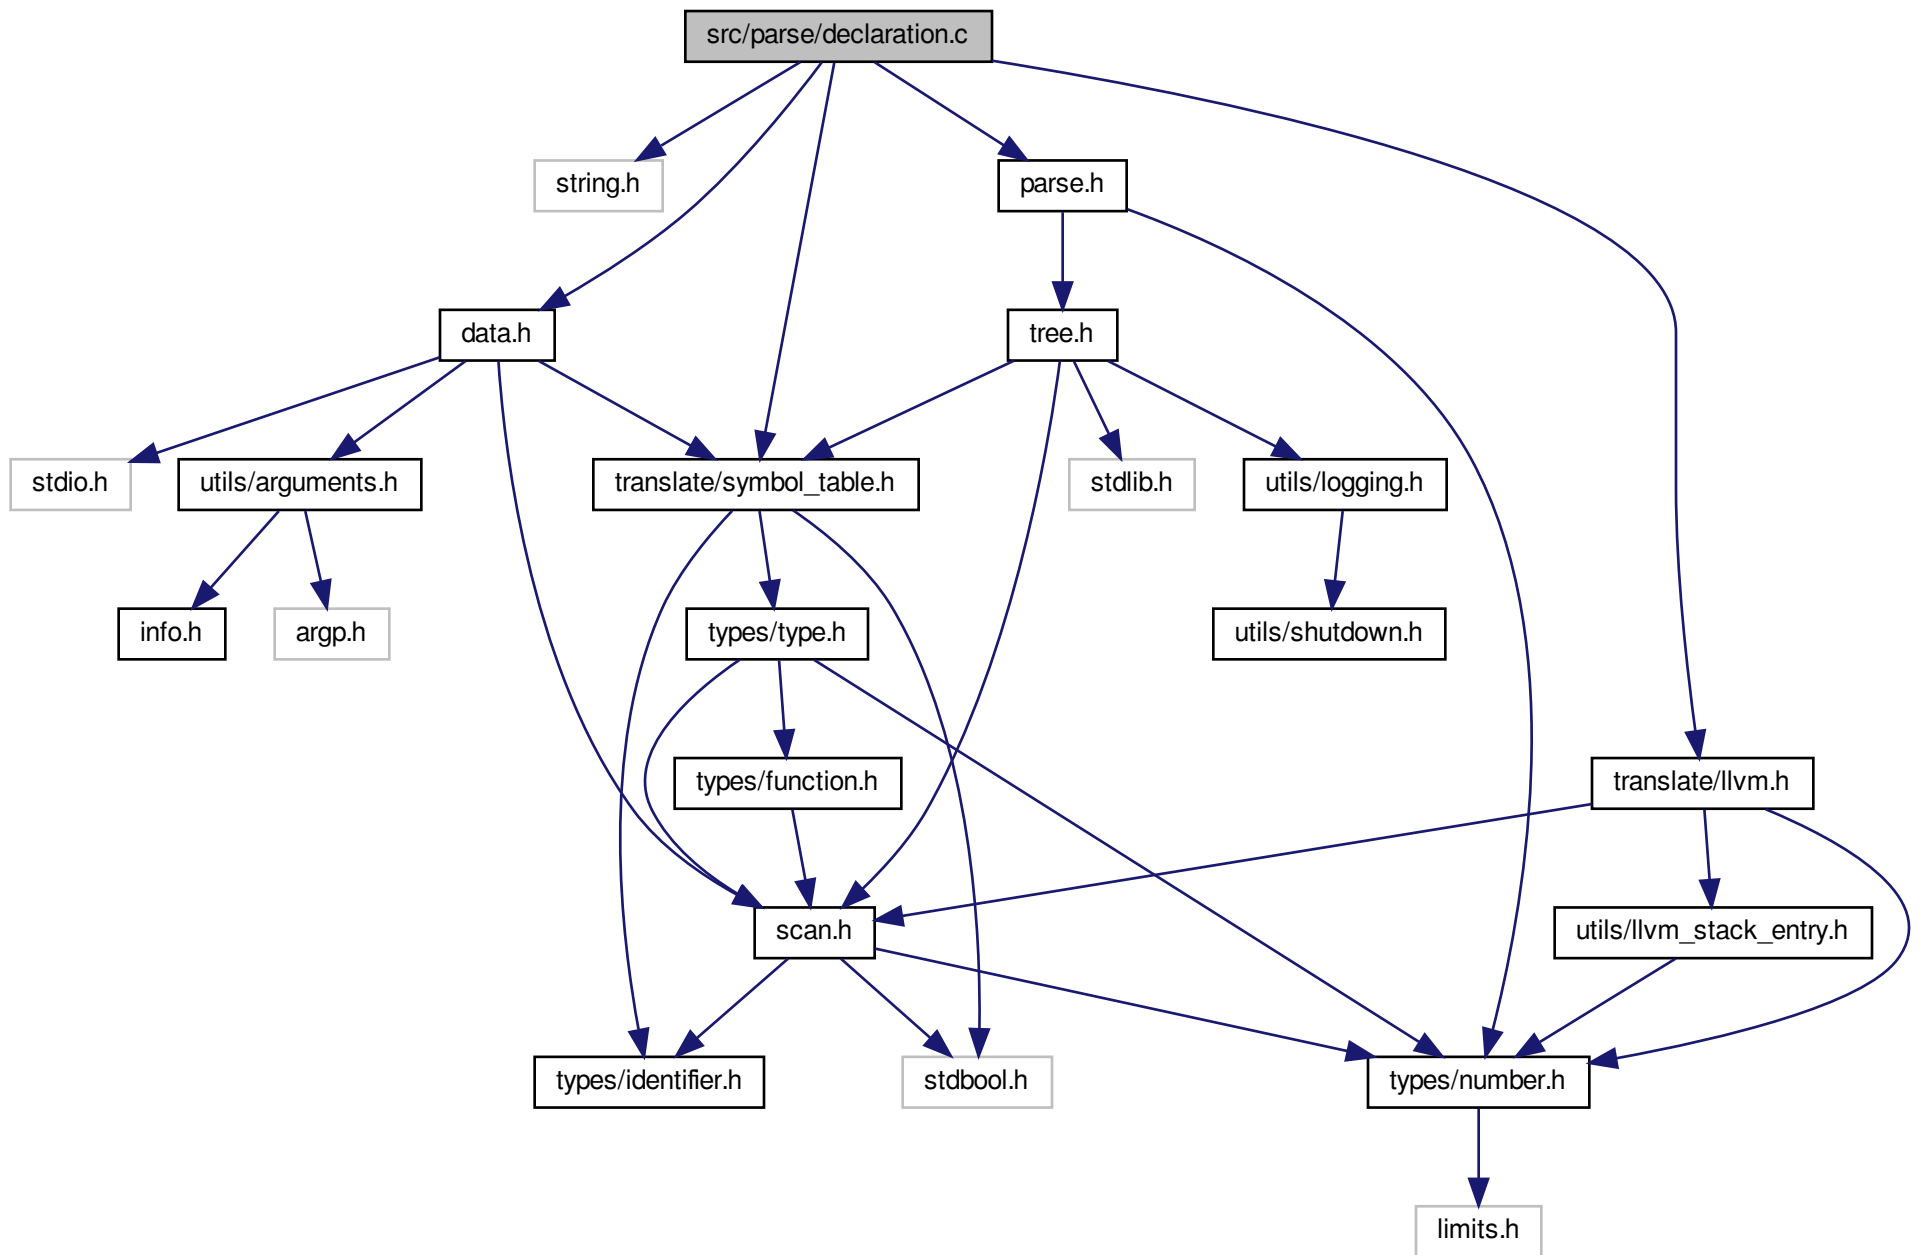 src/parse/declaration.c
string.h
parse.h
data.h
tree.h
stdio.h
utils/arguments.h
translate/symbol_table.h
stdlib.h
utils/logging.h
info.h
argp.h
types/type.h
utils/shutdown.h
types/function.h
translate/llvm.h
scan.h
utils/llvm_stack_entry.h
types/identifier.h
stdbool.h
types/number.h
limits.h